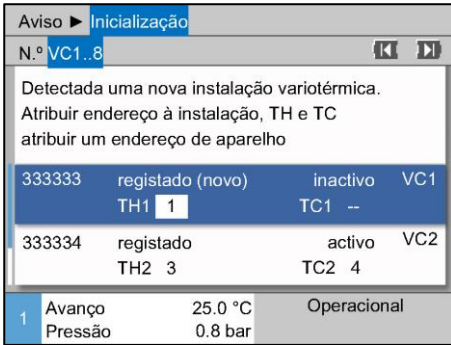 Aviso ► Inicialização
N.º VC1..8
Detectada uma nova instalação variotérmica.
Atribuir endereço à instalação, TH e TC
atribuir um endereço de aparelho
333333 registado (novo) inactivo VC1
TH1 1 TC1 --
333334 registado activo VC2
TH2 3 TC2 4
1 Avanço 25.0 °C Operacional
Pressão 0.8 bar